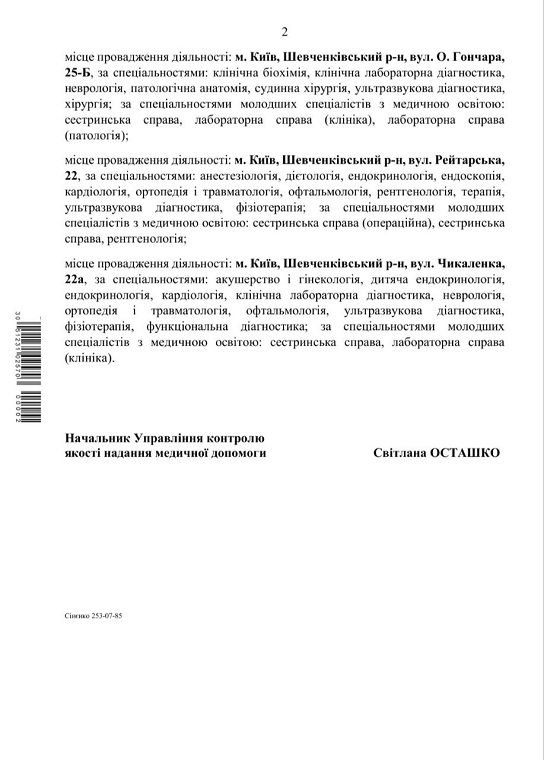 2
місце провадження діяльності: м. Київ, Шевченківський р-н, вул. О. Гончара,
25-Б, за спеціальностями: клінічна біохімія, клінічна лабораторна діагностика,
неврологія, патологічна анатомія, судинна хірургія, ультразвукова діагностика,
хірургія; за спеціальностями молодших спеціалістів з медичною освітою:
сестринська справа, лабораторна справа (клініка), лабораторна справа
(патологія);
місце провадження діяльності: м. Київ, Шевченківський р-н, вул. Рейтарська,
22, за спеціальностями: анестезіологія, дієтологія, ендокринологія, ендоскопія,
кардіологія, ортопедія і травматологія, офтальмологія, рентгенологія, терапія,
ультразвукова діагностика, фізіотерапія; за спеціальностями молодших
спеціалістів з медичною освітою: сестринська справа (операційна), сестринська
справа, рентгенологія;
місце провадження діяльності: м. Київ, Шевченківський р-н, вул. Чикаленка,
22а, за спеціальностями: акушерство і гінекологія, дитяча ендокринологія,
ендокринологія, кардіологія, клінічна лабораторна діагностика, неврологія,
ортопедія і травматологія, офтальмологія, ультразвукова діагностика,
фізіотерапія, функціональна діагностика; за спеціальностями молодших
спеціалістів з медичною освітою: сестринська справа, лабораторна справа
(клініка).
00002
Начальник Управління контролю
якості надання медичної допомоги Світлана ОСТАШКО
253-07-85